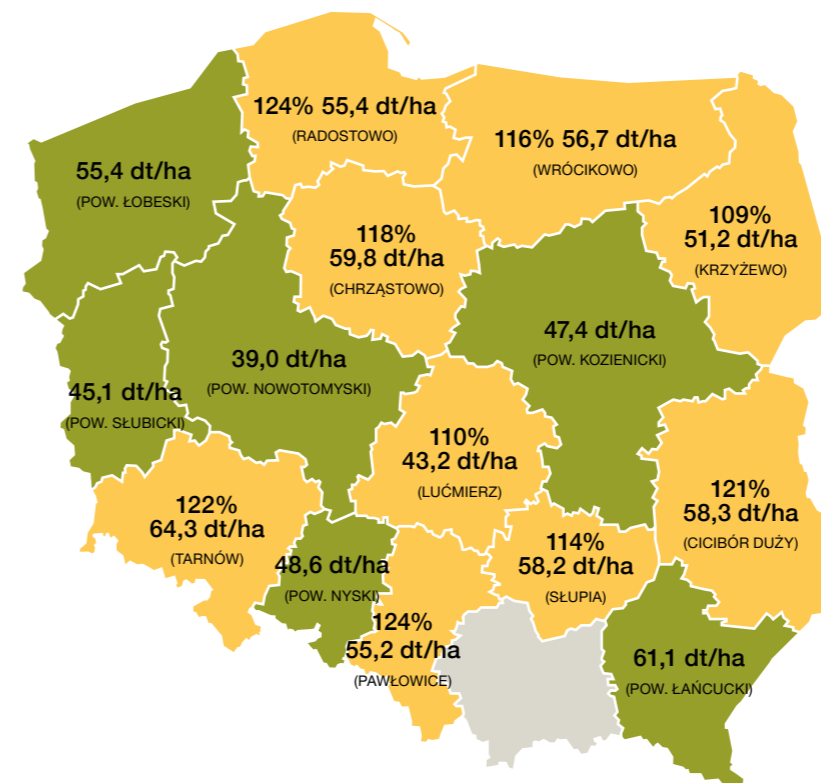 124% 55,4 dt/ha
(RADOSTOWO)
116% 56,7 dt/ha
(WRÓCIKOWO)
55,4 dt/ha
(POW. ŁOBESKI)
118%
59,8 dt/ha
(CHRZĄSTOWO)
109%
51,2 dt/ha
(KRZYŻEWO)
47,4 dt/ha
(POW. KOZIENICKI)
39,0 dt/ha
(POW. NOWOTOMYSKI)
45,1 dt/ha
(POW. SŁUBICKI)
110%
43,2 dt/ha
(LUĆMIERZ)
122%
64,3 dt/ha
(TARNÓW)
121%
58,3 dt/ha
(CICIBÓR DUŻY)
48,6 dt/ha
(POW. NYSKI)
114%
58,2 dt/ha
(SŁUPIA)
124%
55,2 dt/ha
(PAWŁOWICE)
61,1 dt/ha
(POW. ŁAŃCUCKI)